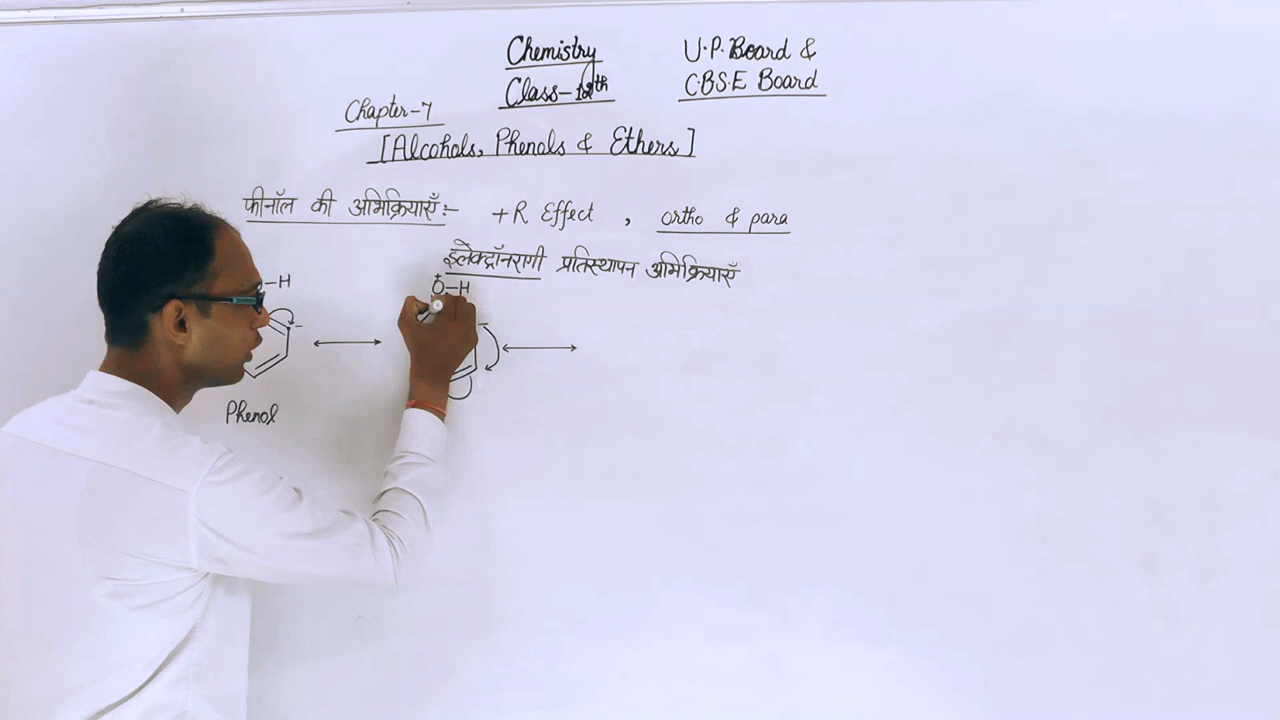 Chemistry
Class-12th
U.P. Board &
C.B.S.E Board
Chapter-7
[Alcohols, Phenols & Ethers]
फीनॉल की अभिक्रियाएँ:- +R Effect , ortho & para
इलेक्ट्रॉनरागी प्रतिस्थापन अभिक्रियाएँ
-H
+
O-H
-
-
Phenol